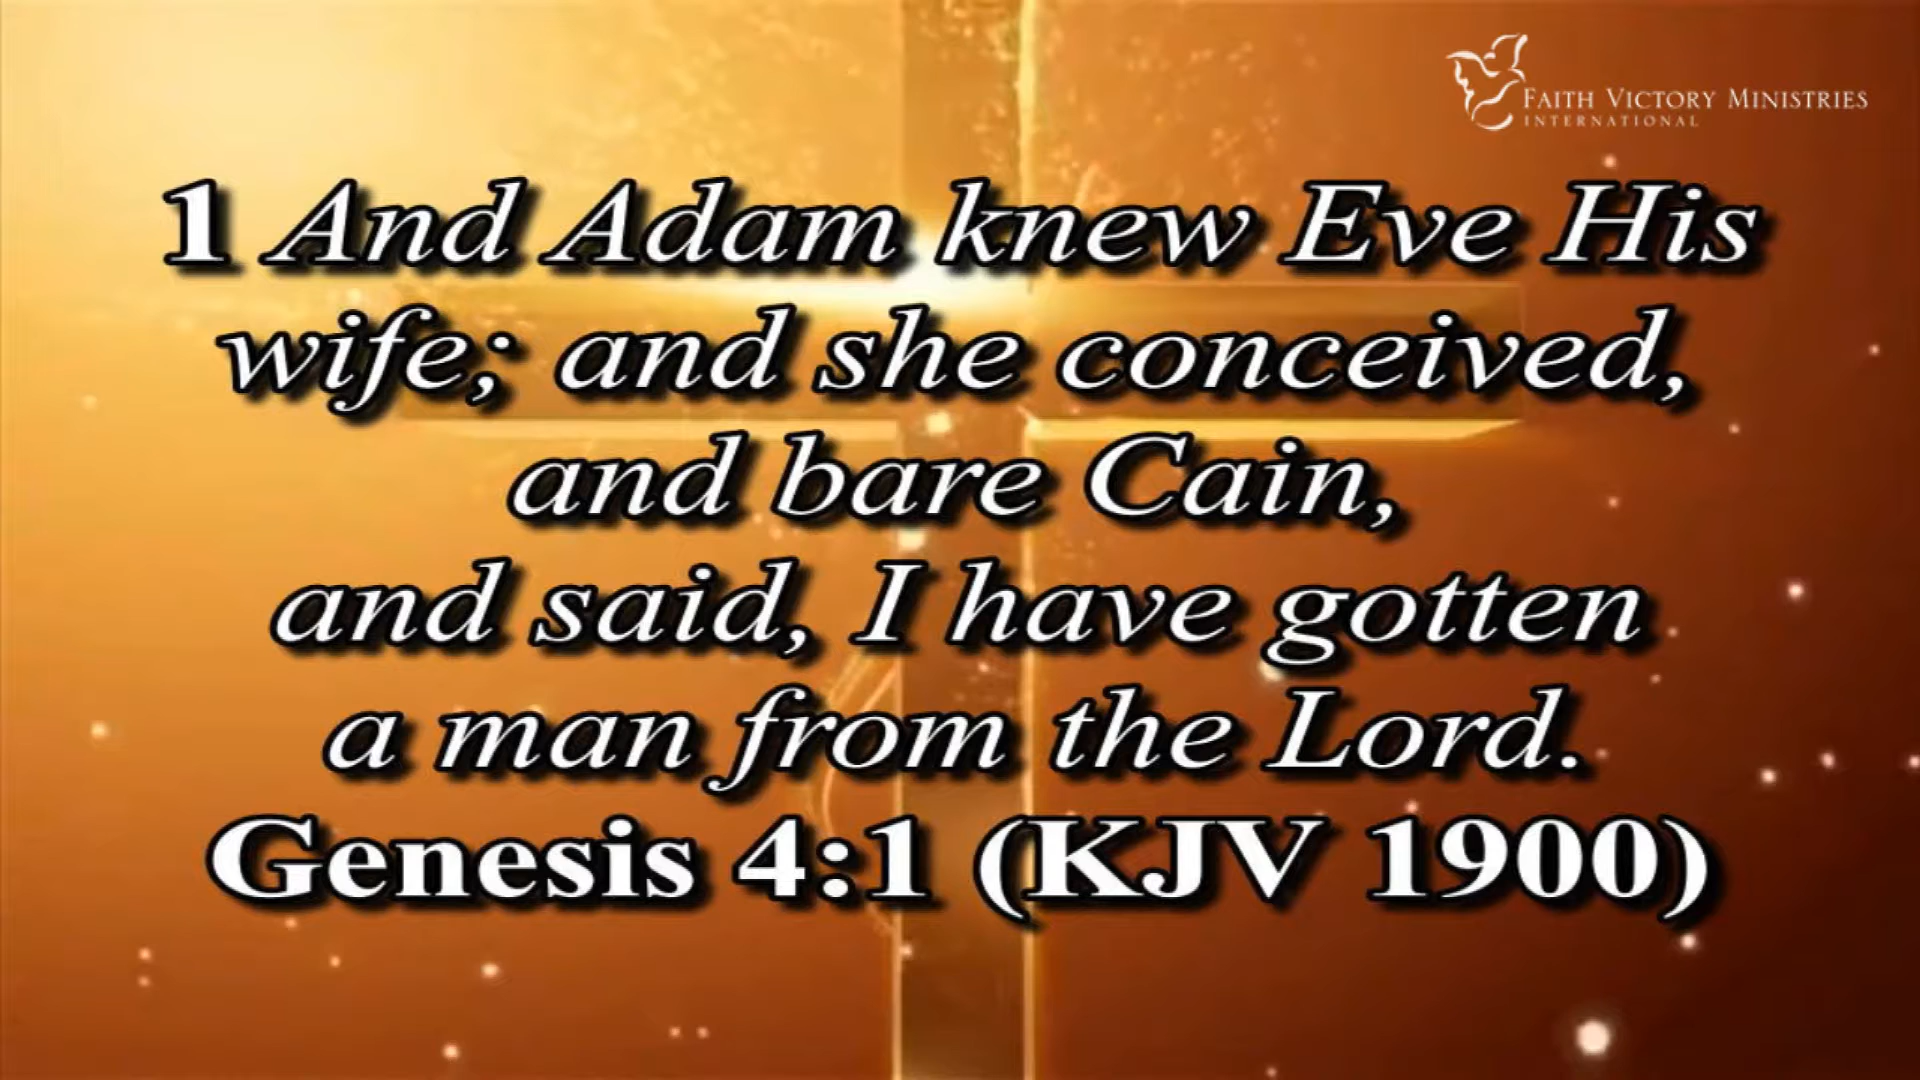 FAITH VICTORY MINISTRIES
INTERNATIONAL
1 And Adam knew Eve His
wife; and she conceived,
and bare Cain,
and said, I have gotten
a man from the Lord.
Genesis 4:1 (KJV 1900)